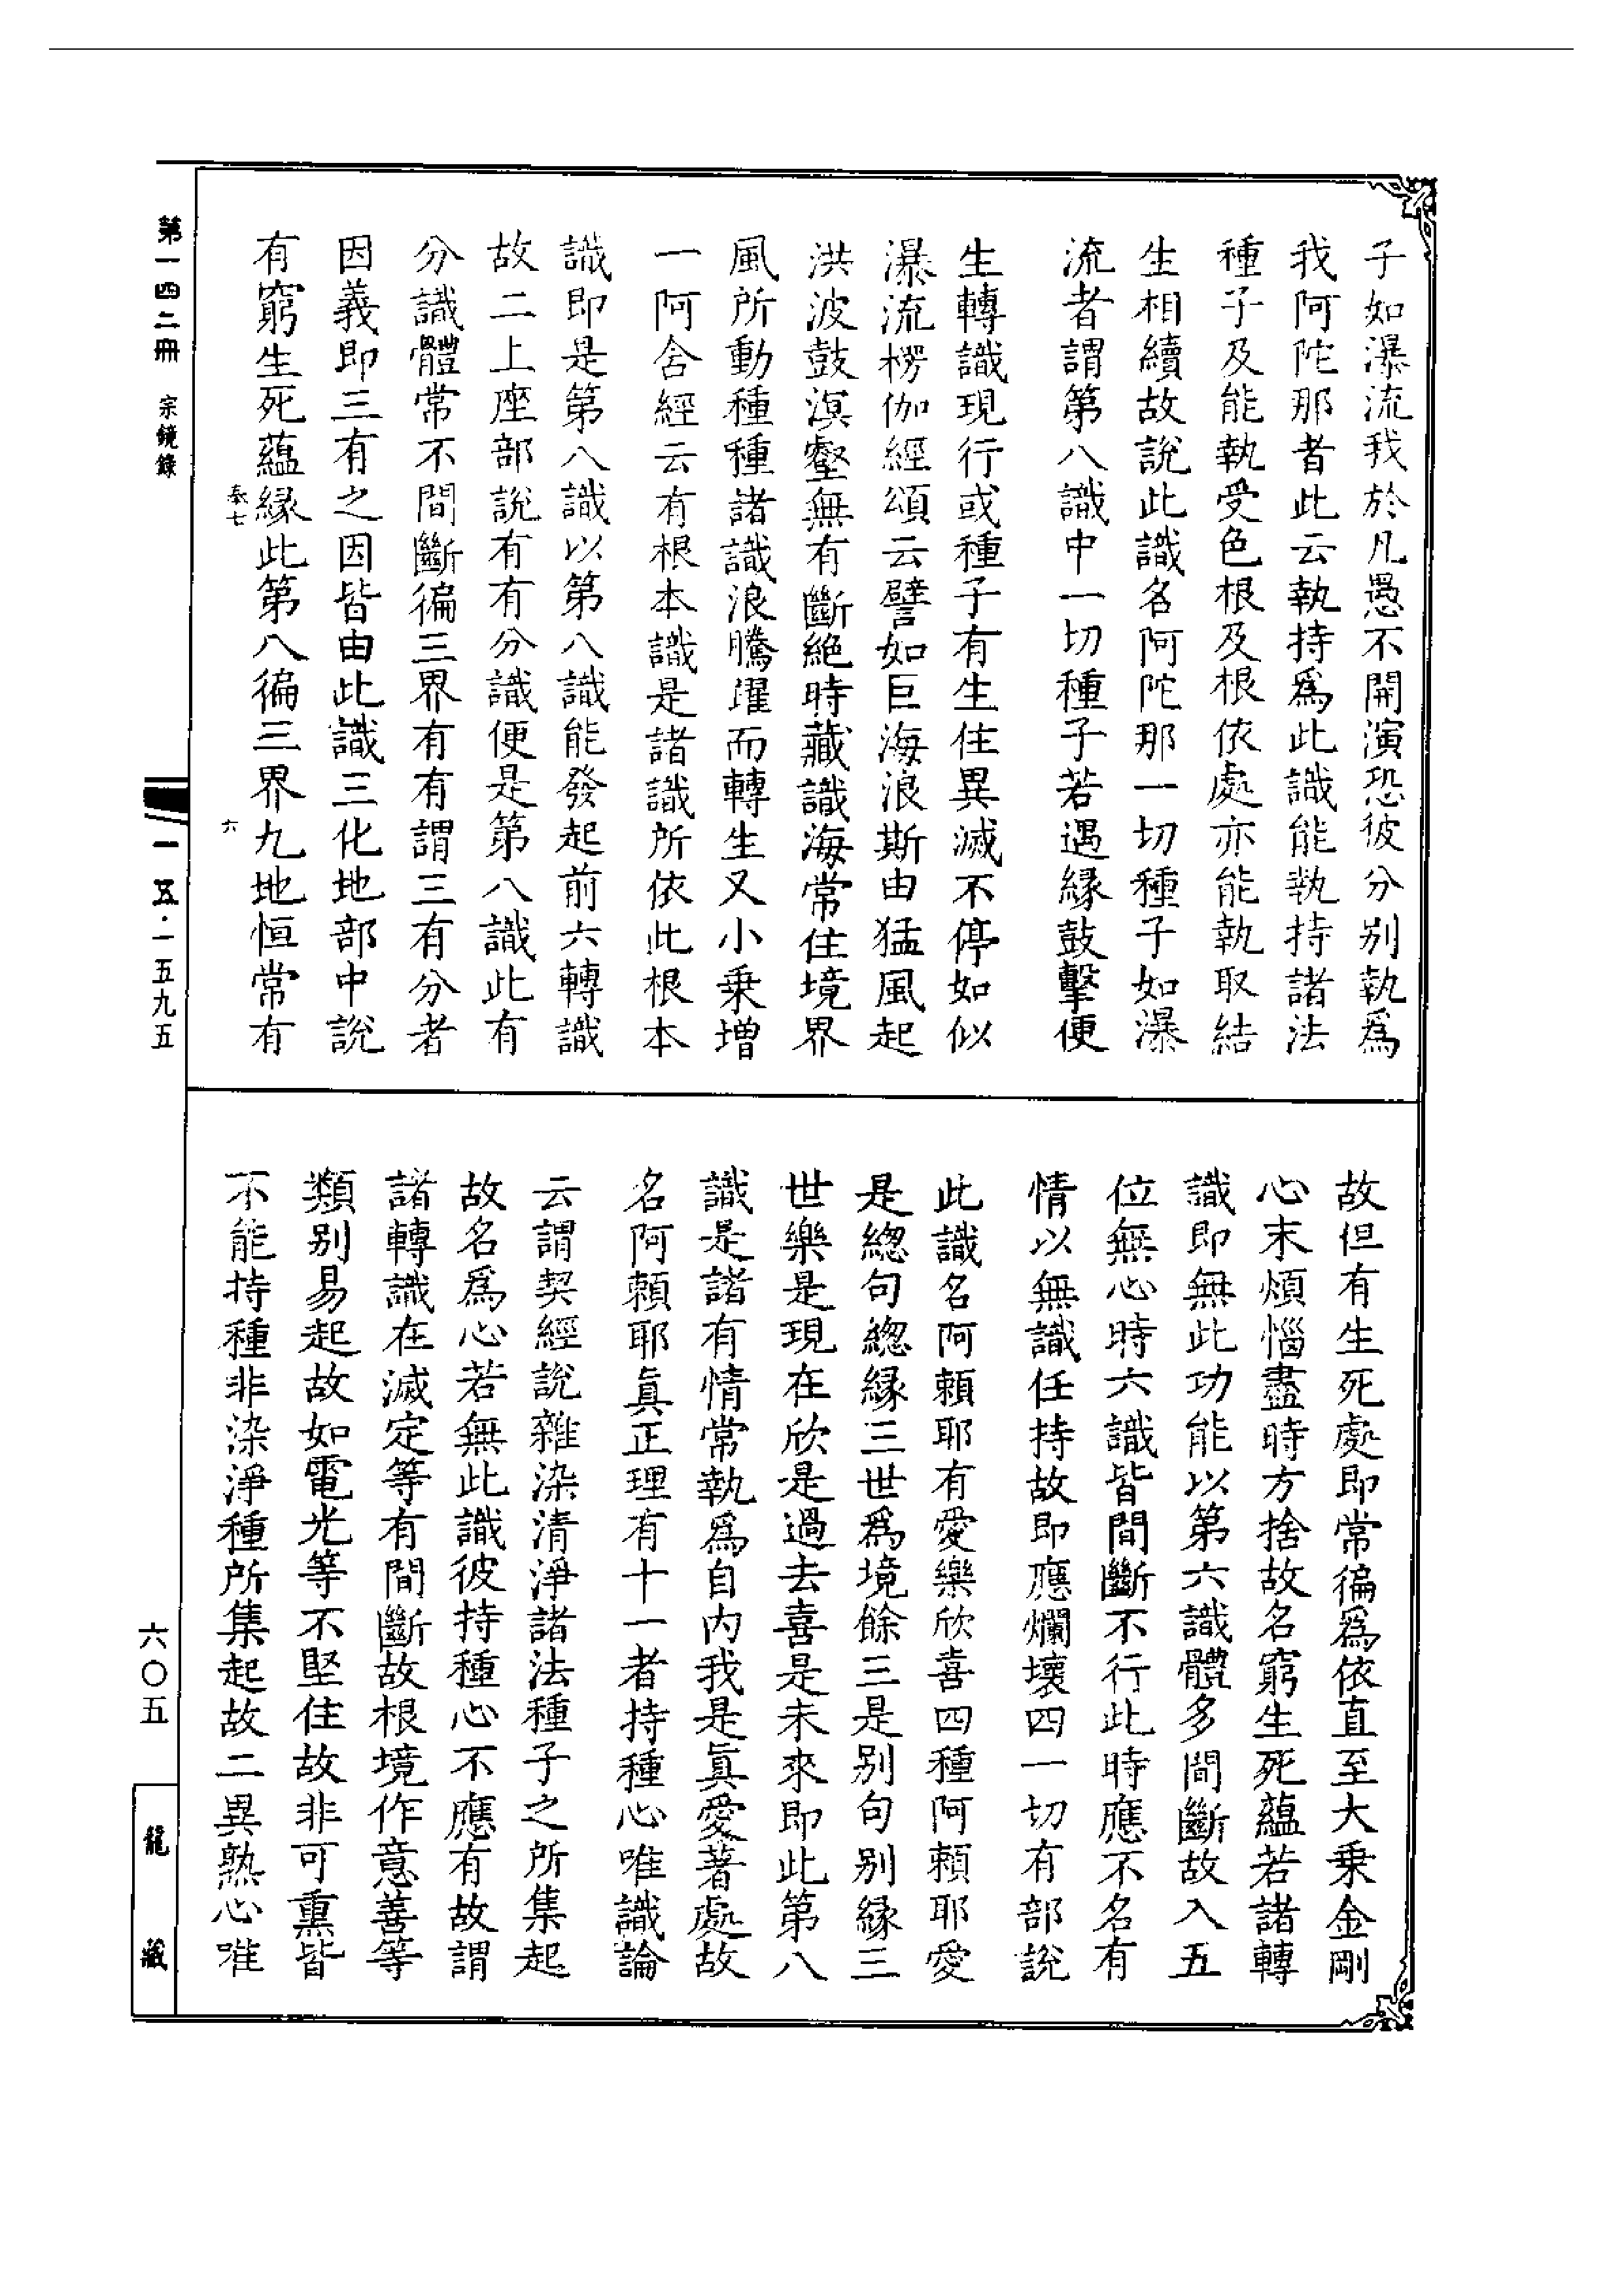 子如瀑流我於凡愚不開演恐彼分别執爲
我阿陀那者此云執持爲此識能執持諸法
種子及能執受色根及根依處亦能執取結
生相續故說此識名阿陀那一切種子如瀑
流者謂第八識中一切種子若遇緣鼓擊便
生轉識現行或種子有生住異滅不停如似
瀑流楞伽經頌云譬如巨海浪斯由猛風起
洪波鼓溟壑無有斷絶時藏識海常住境界
風所動種種諸識浪騰躍而轉生又小乗増
一阿含經云有根本識是諸識所依此根本
識即是第八識以第八識能發起前六轉識
故二上座部說有有分識便是第八識此有
分識體常不間斷徧三界有有謂三有分者
因義即三有之因皆由此識三化地部中說
有窮生死蘊緣此第八徧三界九地恒常有
故但有生死處即常徧爲依直至大乗金剛
心末煩惱盡時方捨故名窮生死蘊若諸轉
識即無此功能以第六識體多間斷故入五
位無心時六識皆間斷不行此時應不名有
情以無識任持故即應爛壞四一切有部說
此識名阿頼耶有愛樂欣喜四種阿頼耶愛
是緫句緫緣三世爲境餘三是别句别緣三
世樂是現在欣是過去喜是未來即此第八
識是諸有情常執爲自内我是眞愛著處故
名阿頼耶眞正理有十一者持種心唯識論
云謂契經說雜染清淨諸法種子之所集起
故名爲心若無此識彼持種心不應有故謂
諸轉識在滅定等有間斷故根境作意善等
類别易起故如電光等不堅住故非可熏皆
不能持種非染淨種所集起故二異熟心唯
第一四二冊 宗鏡錄
秦七
六
一一五·一五九五
六〇五
龍藏